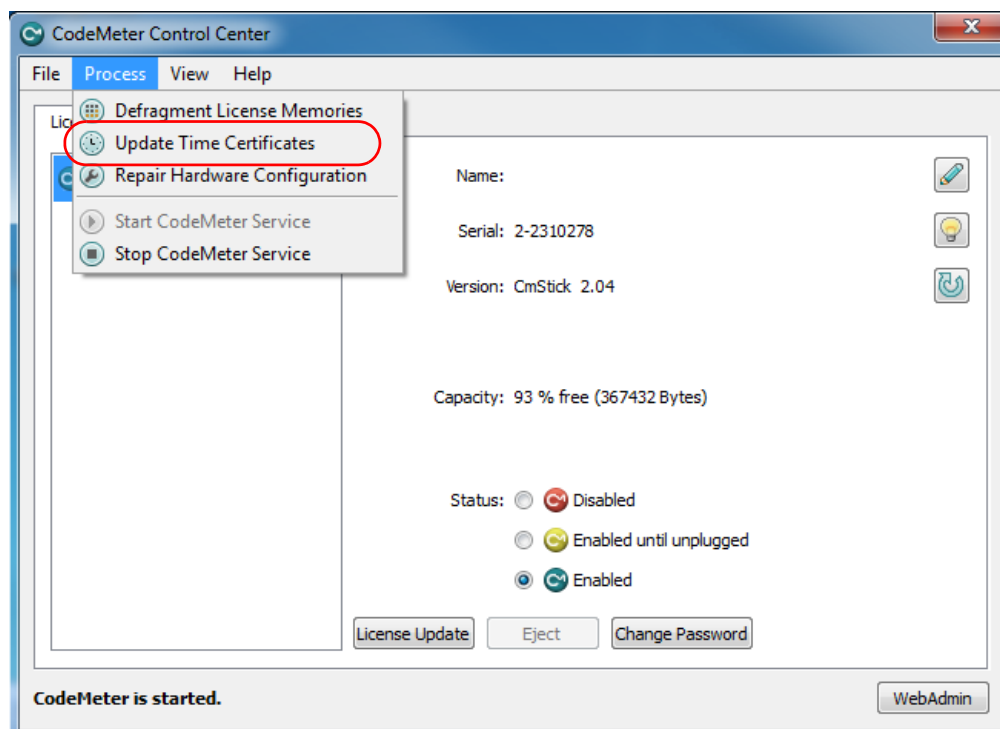 CodeMeter Control Center
File Process View Help
Defragment License Memories
Update Time Certificates
Repair Hardware Configuration
Start CodeMeter Service
Stop CodeMeter Service
Name:
Serial: 2-2310278
Version: CmStick 2.04
Capacity: 93 % free (367432 Bytes)
Status: Disabled
Enabled until unplugged
Enabled
License Update Eject Change Password
CodeMeter is started. WebAdmin